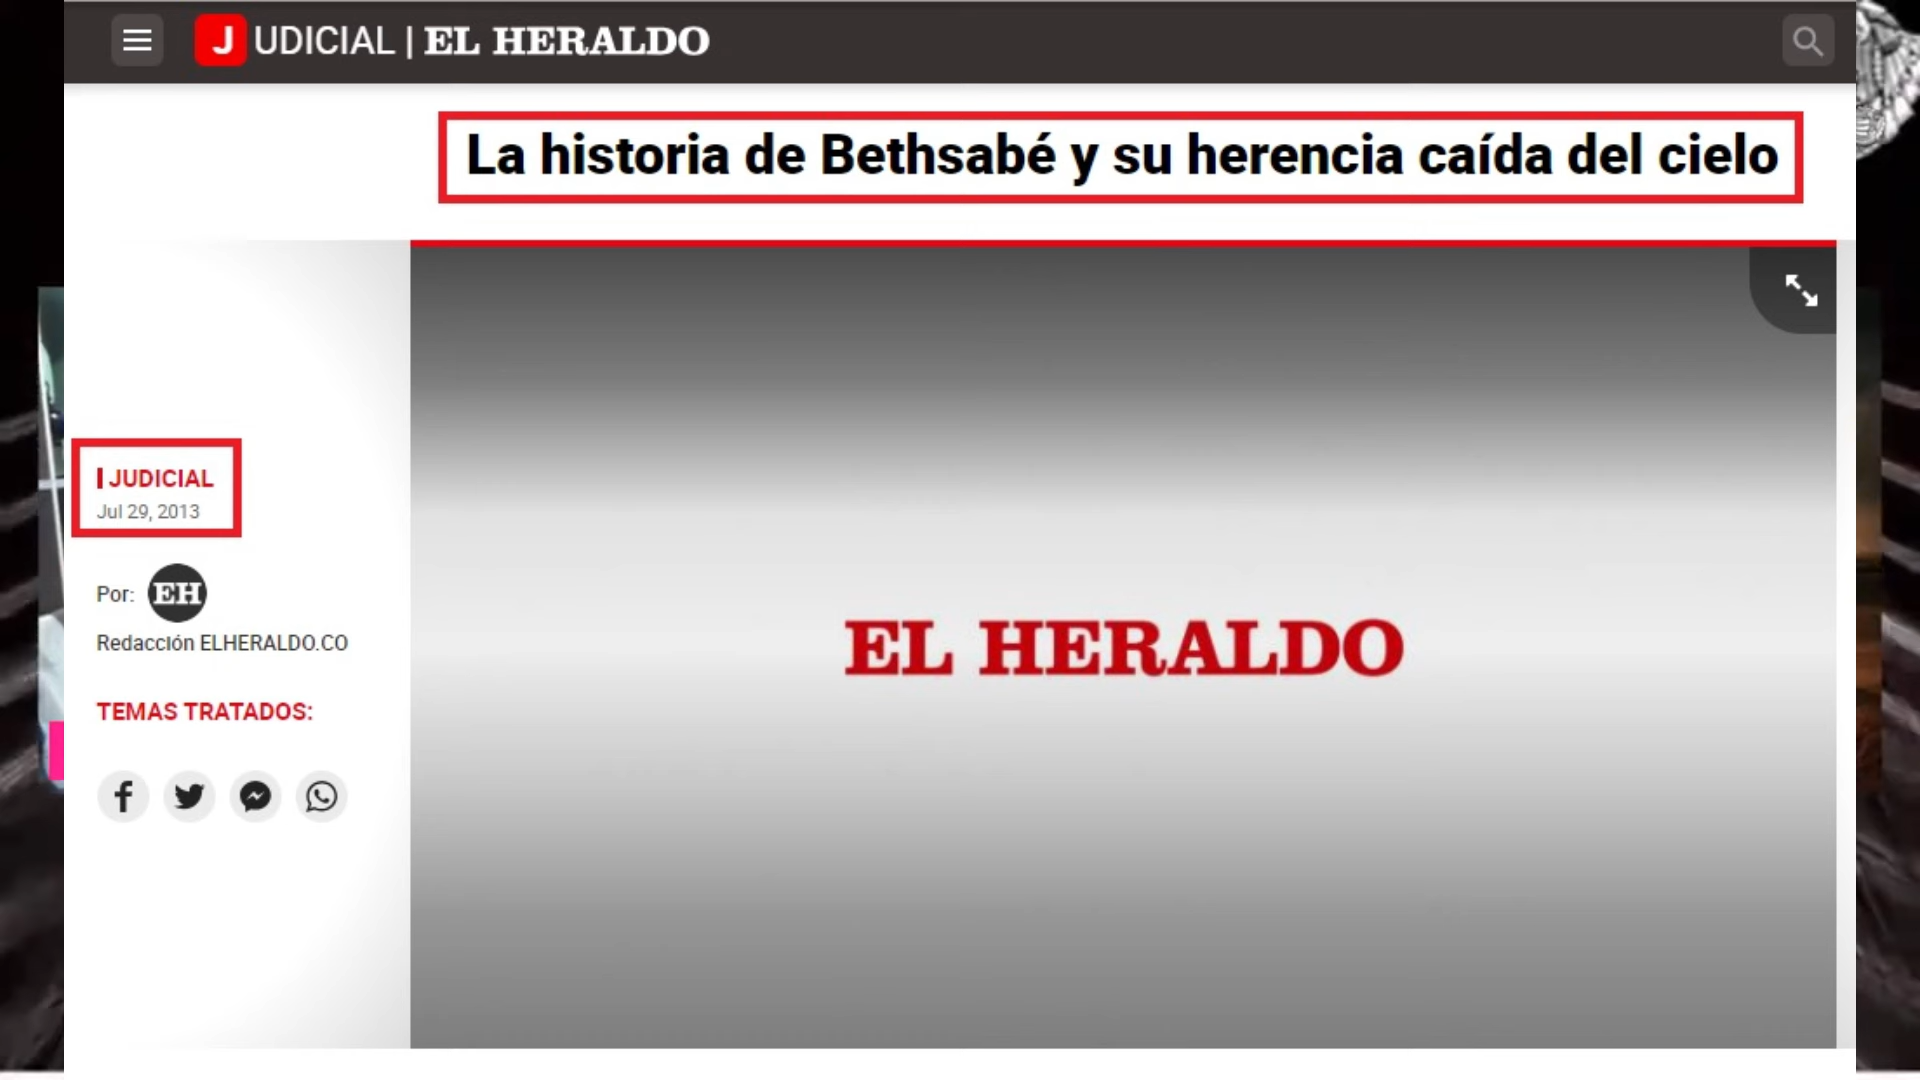 JUDICIAL | EL HERALDO
La historia de Bethsabé y su herencia caída del cielo
JUDICIAL
Jul 29, 2013
Por: EH
Redacción ELHERALDO.CO
TEMAS TRATADOS:
EL HERALDO